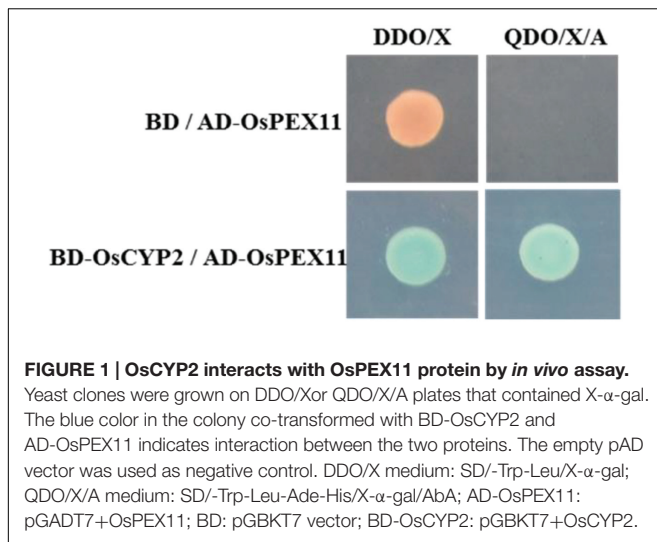 DDO/X QDO/X/A
BD / AD-OsPEX11
BD-OsCYP2 / AD-OsPEX11
FIGURE 1 | OsCYP2 interacts with OsPEX11 protein by in vivo assay.
Yeast clones were grown on DDO/Xor QDO/X/A plates that contained X-α-gal.
The blue color in the colony co-transformed with BD-OsCYP2 and
AD-OsPEX11 indicates interaction between the two proteins. The empty pAD
vector was used as negative control. DDO/X medium: SD/-Trp-Leu/X-α-gal;
QDO/X/A medium: SD/-Trp-Leu-Ade-His/X-α-gal/AbA; AD-OsPEX11:
pGADT7+OsPEX11; BD: pGBKT7 vector; BD-OsCYP2: pGBKT7+OsCYP2.